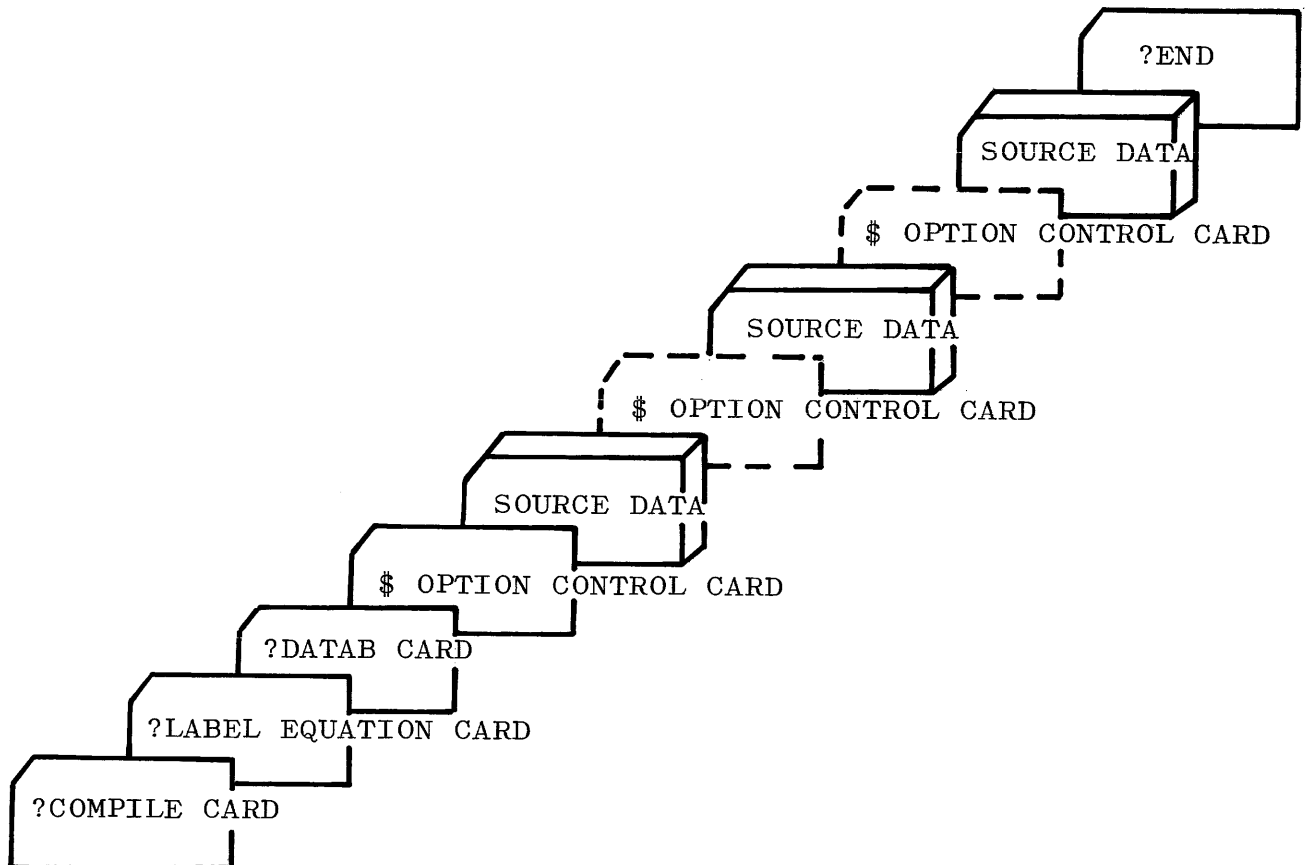 ?END
SOURCE DATA
$ OPTION CONTROL CARD
SOURCE DATA
$ OPTION CONTROL CARD
SOURCE DATA
$ OPTION CONTROL CARD
?DATAB CARD
?LABEL EQUATION CARD
?COMPILE CARD